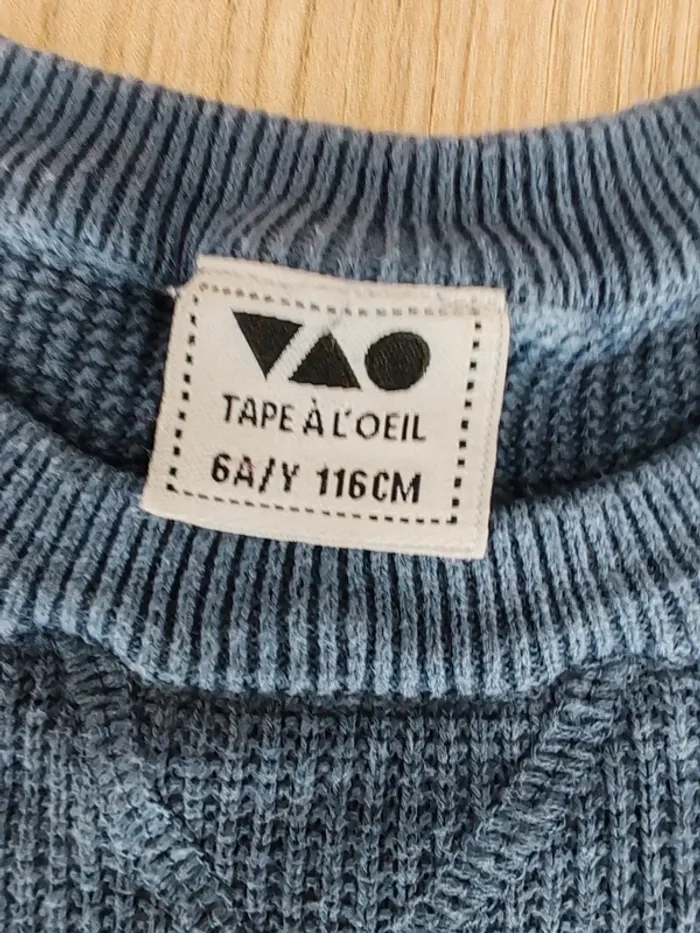 TAPE À L'OEIL
6A/Y 116CM